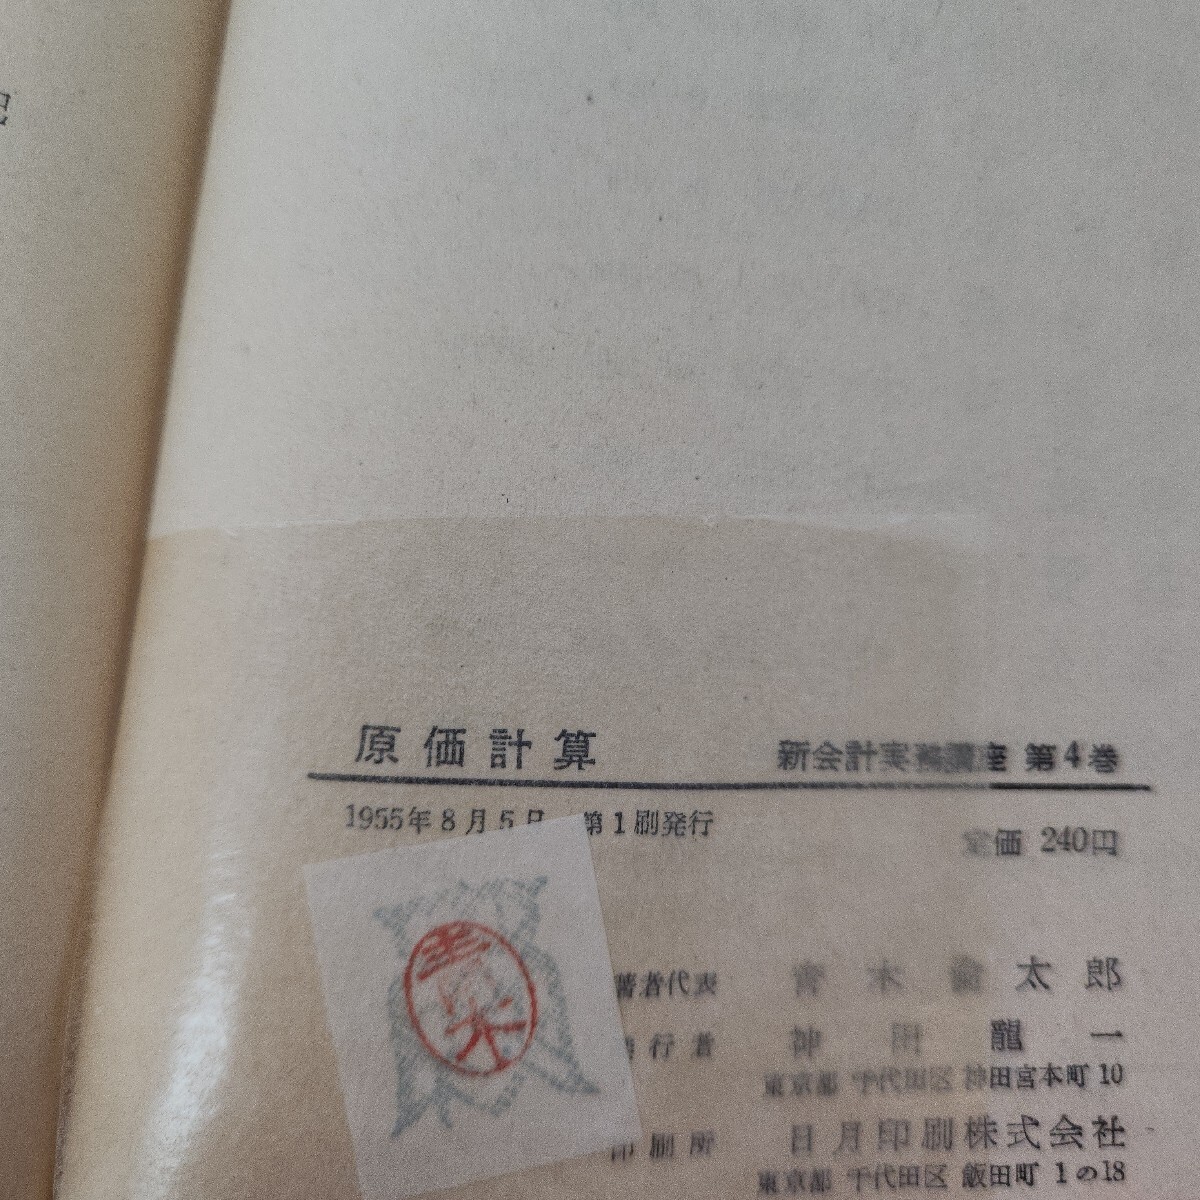 原価計算 新会計実務講座 第4巻
1955年8月5日 第1刷発行
定価 240円
著者代表 青木倫太郎
発行者 神田龍一
東京都 千代田区 神田宮本町 10
印刷所 日月印刷株式会社
東京都 千代田区 飯田町 1の18
青木